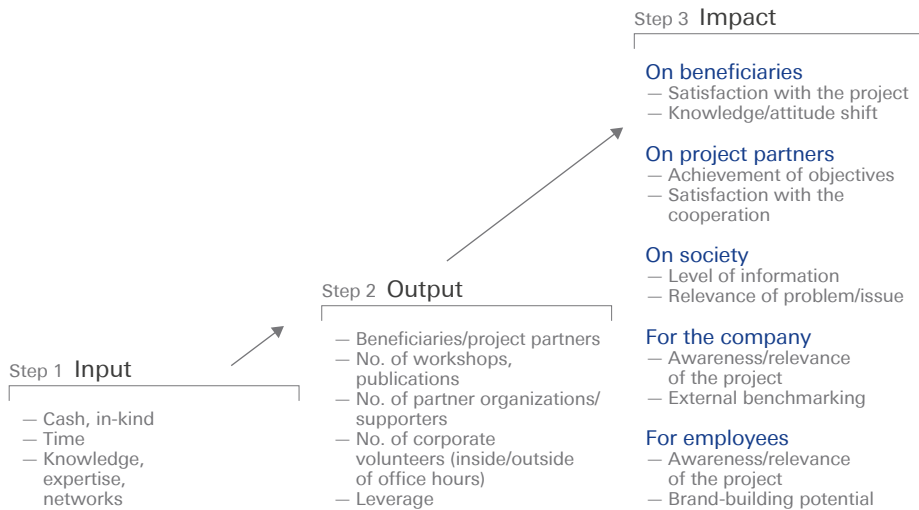 Step 1 Input
— Cash, in-kind
— Time
— Knowledge,
expertise,
networks
Step 2 Output
— Beneficiaries/project partners
— No. of workshops,
publications
— No. of partner organizations/
supporters
— No. of corporate
volunteers (inside/outside
of office hours)
— Leverage
Step 3 Impact
On beneficiaries
— Satisfaction with the project
— Knowledge/attitude shift
On project partners
— Achievement of objectives
— Satisfaction with the
cooperation
On society
— Level of information
— Relevance of problem/issue
For the company
— Awareness/relevance
of the project
— External benchmarking
For employees
— Awareness/relevance
of the project
— Brand-building potential